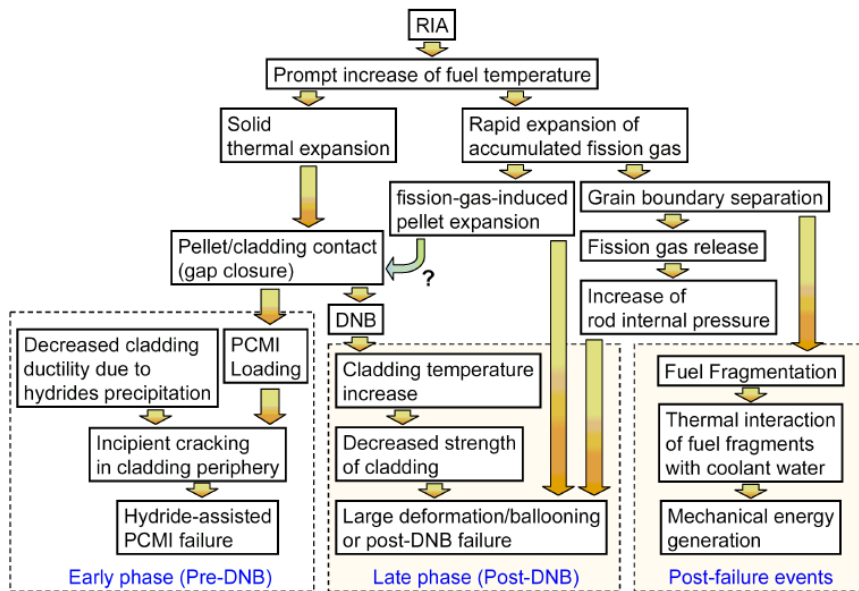 RIA
Prompt increase of fuel temperature
Solid
thermal expansion
Rapid expansion of
accumulated fission gas
fission-gas-induced
pellet expansion
Grain boundary separation
Pellet/cladding contact
(gap closure)
?
Fission gas release
Increase of
rod internal pressure
DNB
Decreased cladding
ductility due to
hydrides precipitation
PCMI
Loading
Cladding temperature
increase
Fuel Fragmentation
Incipient cracking
in cladding periphery
Decreased strength
of cladding
Thermal interaction
of fuel fragments
with coolant water
Hydride-assisted
PCMI failure
Large deformation/ballooning
or post-DNB failure
Mechanical energy
generation
Early phase (Pre-DNB)
Late phase (Post-DNB)
Post-failure events